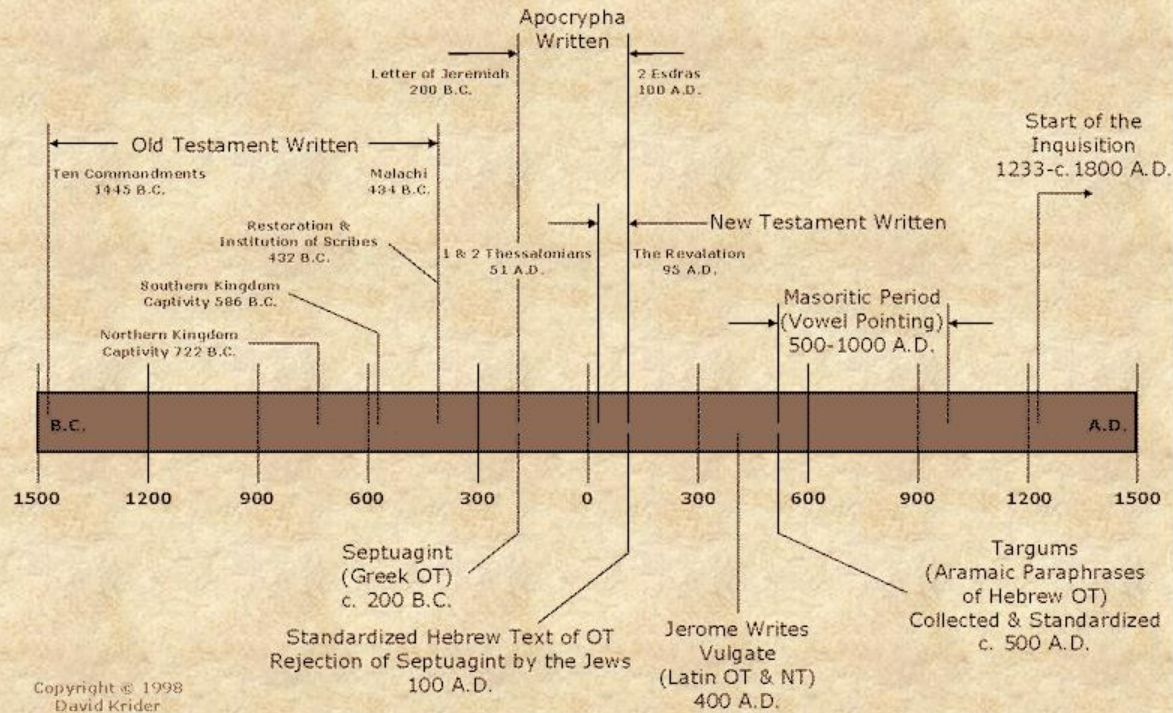 Apocrypha
Written
Letter of Jeremiah
200 B.C.
2 Esdras
100 A.D.
Start of the
Inquisition
1233-c. 1800 A.D.
Old Testament Written
Ten Commandments
1445 B.C.
Malachi
434 B.C.
Restoration &
Institution of Scribes
432 B.C.
New Testament Written
1 & 2 Thessalonians
51 A.D.
The Revalation
95 A.D.
Southern Kingdom
Captivity 586 B.C.
Masoritic Period
(Vowel Pointing)
500-1000 A.D.
Northern Kingdom
Captivity 722 B.C.
B.C.
A.D.
1500 1200 900 600 300 0 300 600 900 1200 1500
Septuagint
(Greek OT)
c. 200 B.C.
Standardized Hebrew Text of OT
Rejection of Septuagint by the Jews
100 A.D.
Jerome Writes
Vulgate
(Latin OT & NT)
400 A.D.
Targums
(Aramaic Paraphrases
of Hebrew OT)
Collected & Standardized
c. 500 A.D.
Copyright © 1998
David Krider